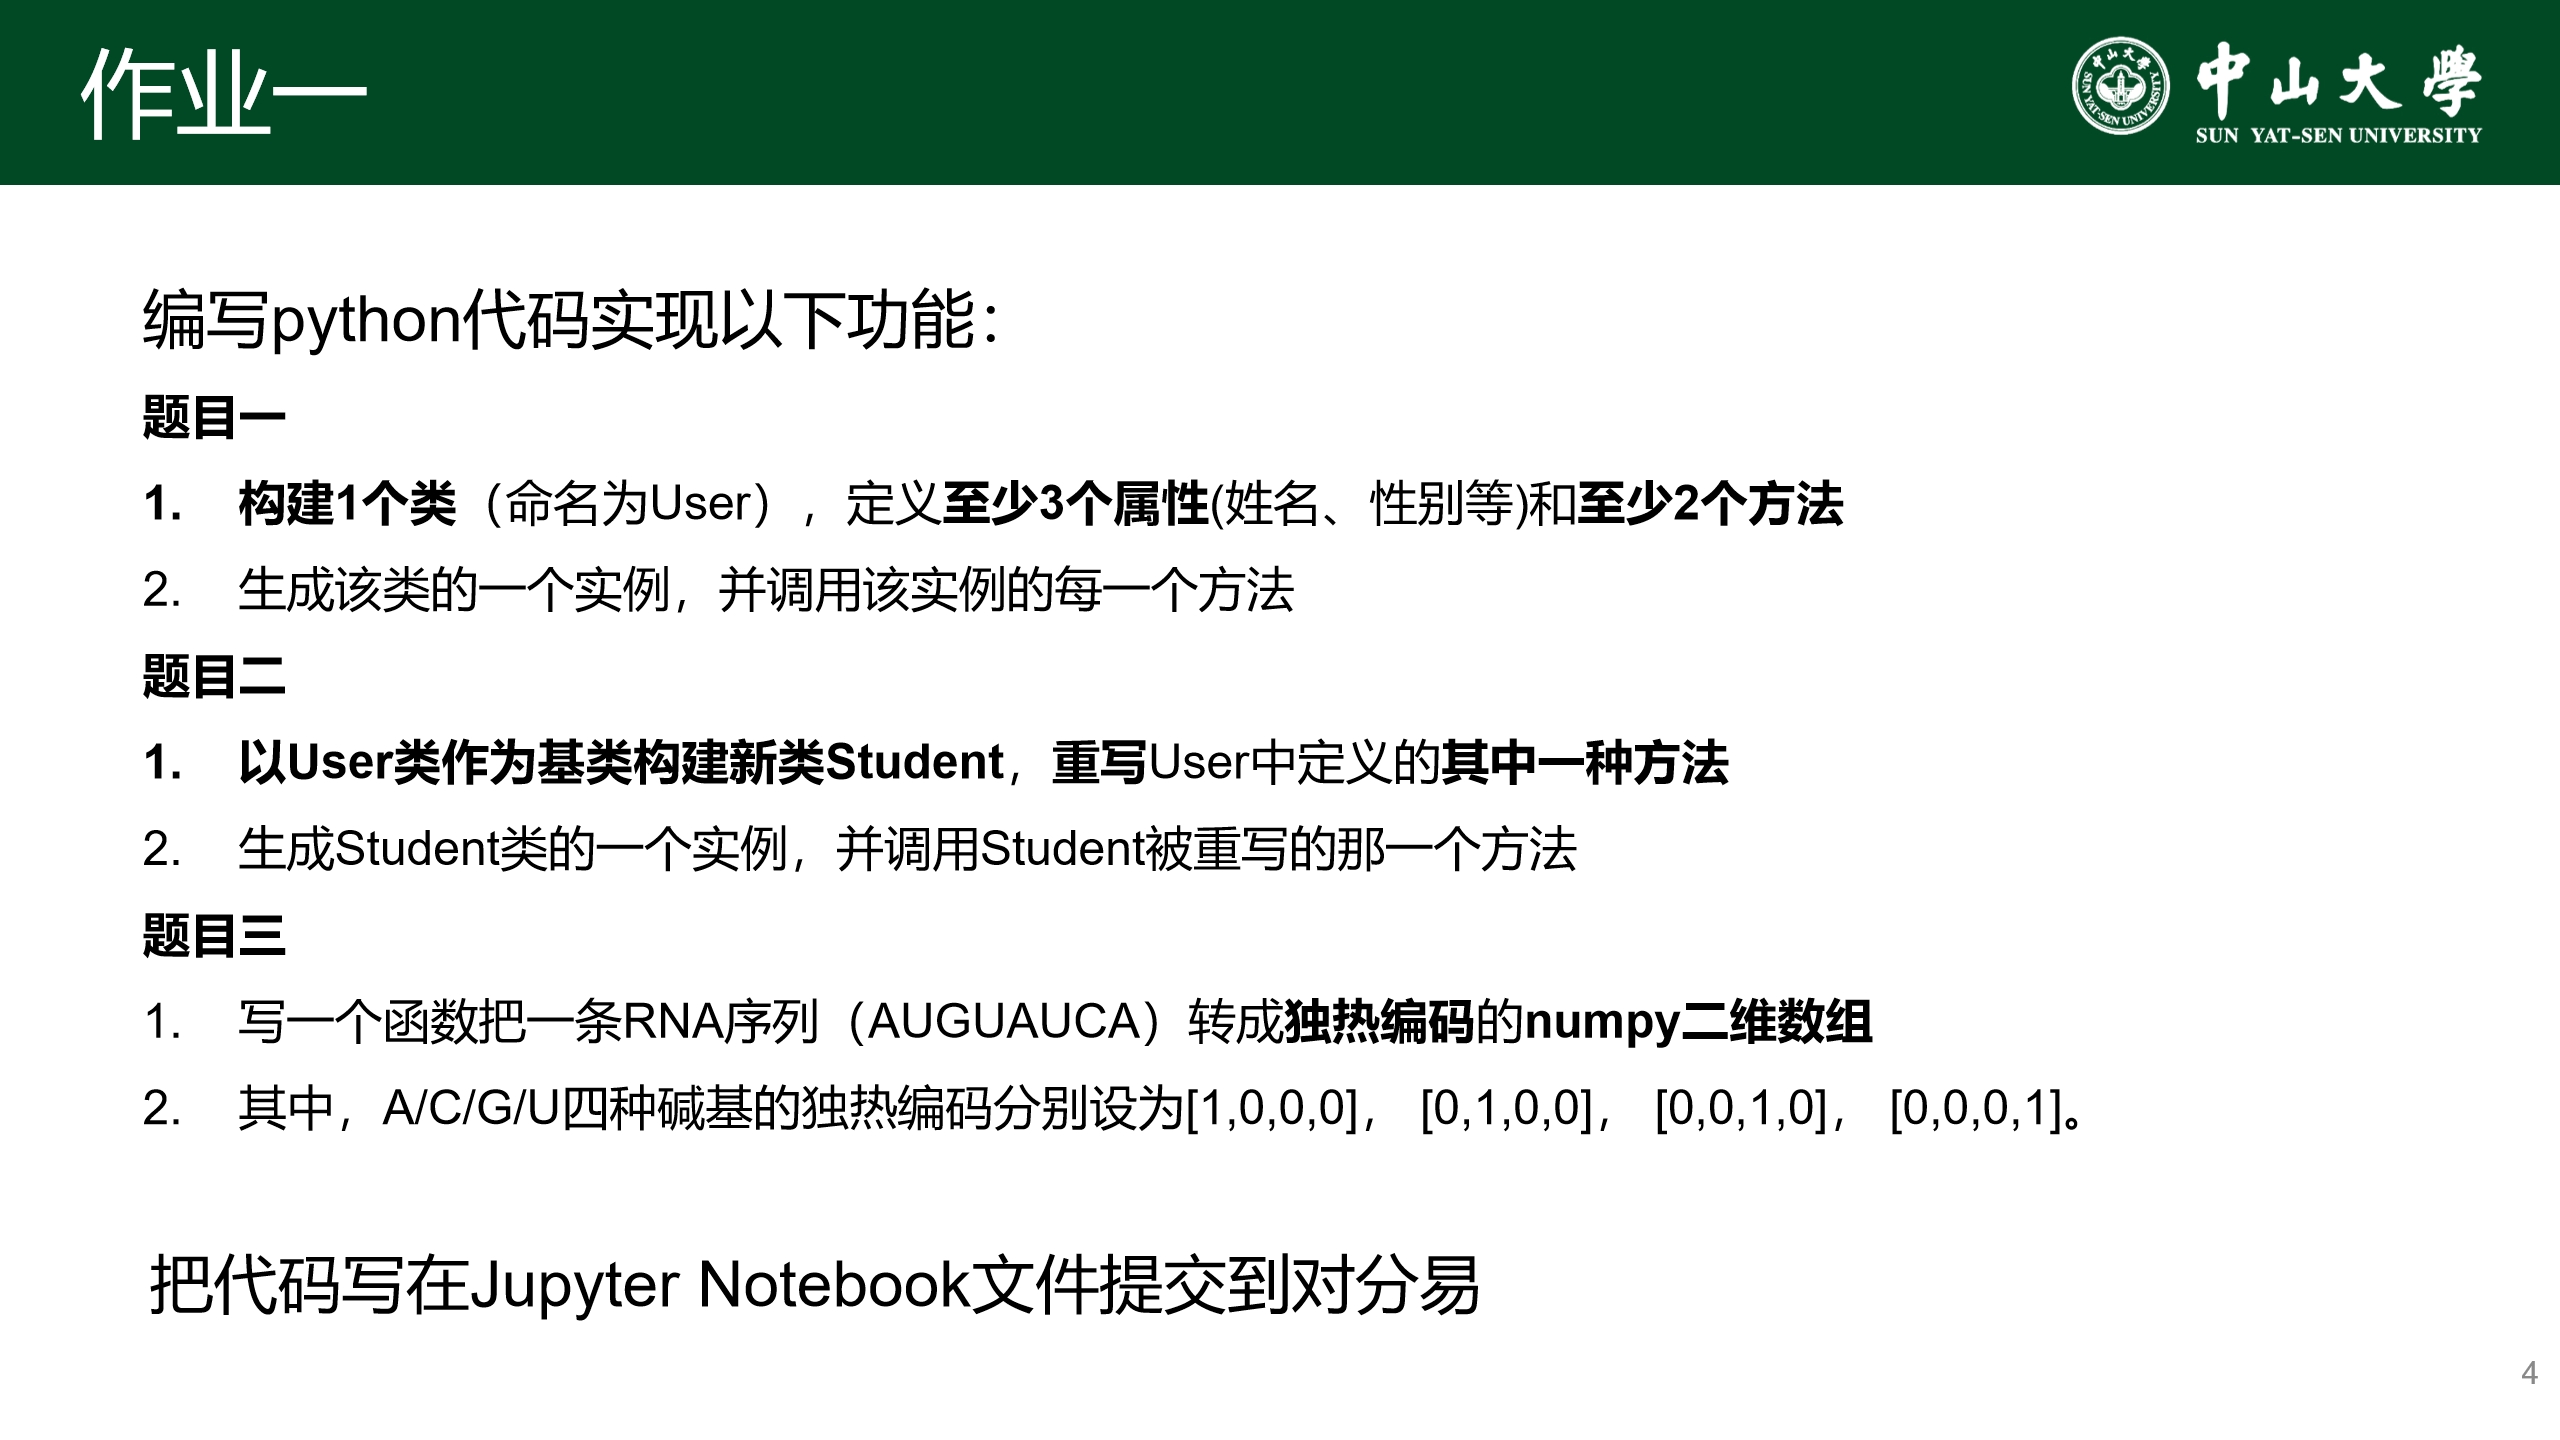 作业一
中山大學
SUN YAT-SEN UNIVERSITY
中山大学
SUN YAT-SEN UNIVERSITY
编写python代码实现以下功能：
题目一
1. 构建1个类（命名为User），定义至少3个属性(姓名、性别等)和至少2个方法
2. 生成该类的一个实例，并调用该实例的每一个方法
题目二
1. 以User类作为基类构建新类Student，重写User中定义的其中一种方法
2. 生成Student类的一个实例，并调用Student被重写的那一个方法
题目三
1. 写一个函数把一条RNA序列（AUGUAUCA）转成独热编码的numpy二维数组
2. 其中，A/C/G/U四种碱基的独热编码分别设为[1,0,0,0]， [0,1,0,0]， [0,0,1,0]， [0,0,0,1]。
把代码写在Jupyter Notebook文件提交到对分易
4